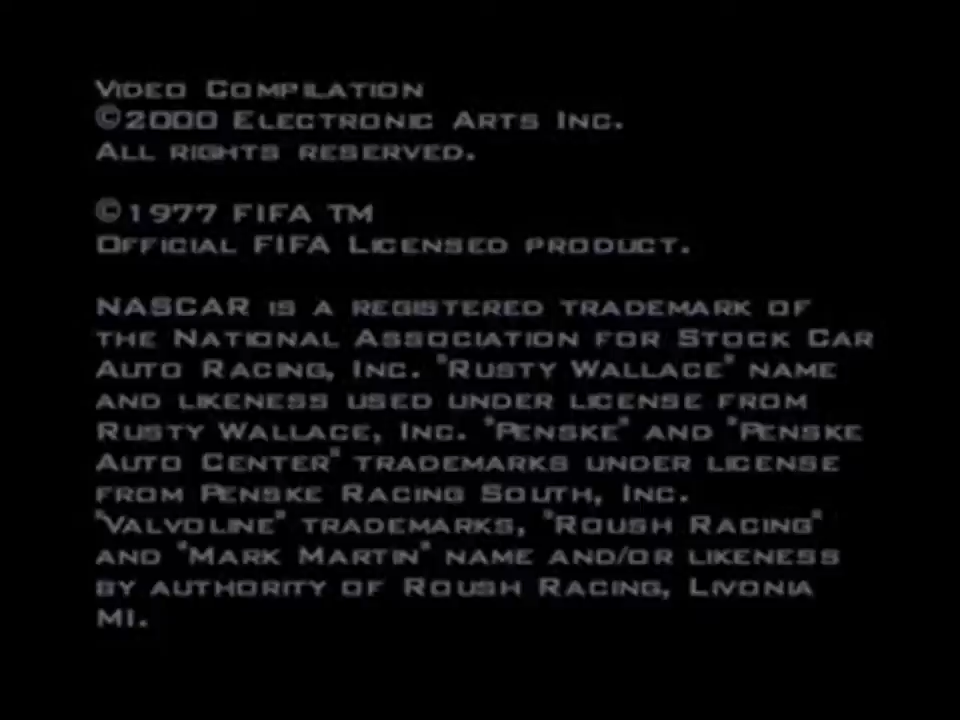 Video Compilation
©2000 Electronic Arts Inc.
All rights reserved.
©1977 FIFA TM
Official FIFA Licensed product.
NASCAR is a registered trademark of
the National Association for Stock Car
Auto Racing, Inc. "Rusty Wallace" name
and likeness used under license from
Rusty Wallace, Inc. "Penske" and "Penske
Auto Center" trademarks under license
from Penske Racing South, Inc.
"Valvoline" trademarks, "Roush Racing"
and "Mark Martin" name and/or likeness
by authority of Roush Racing, Livonia
MI.